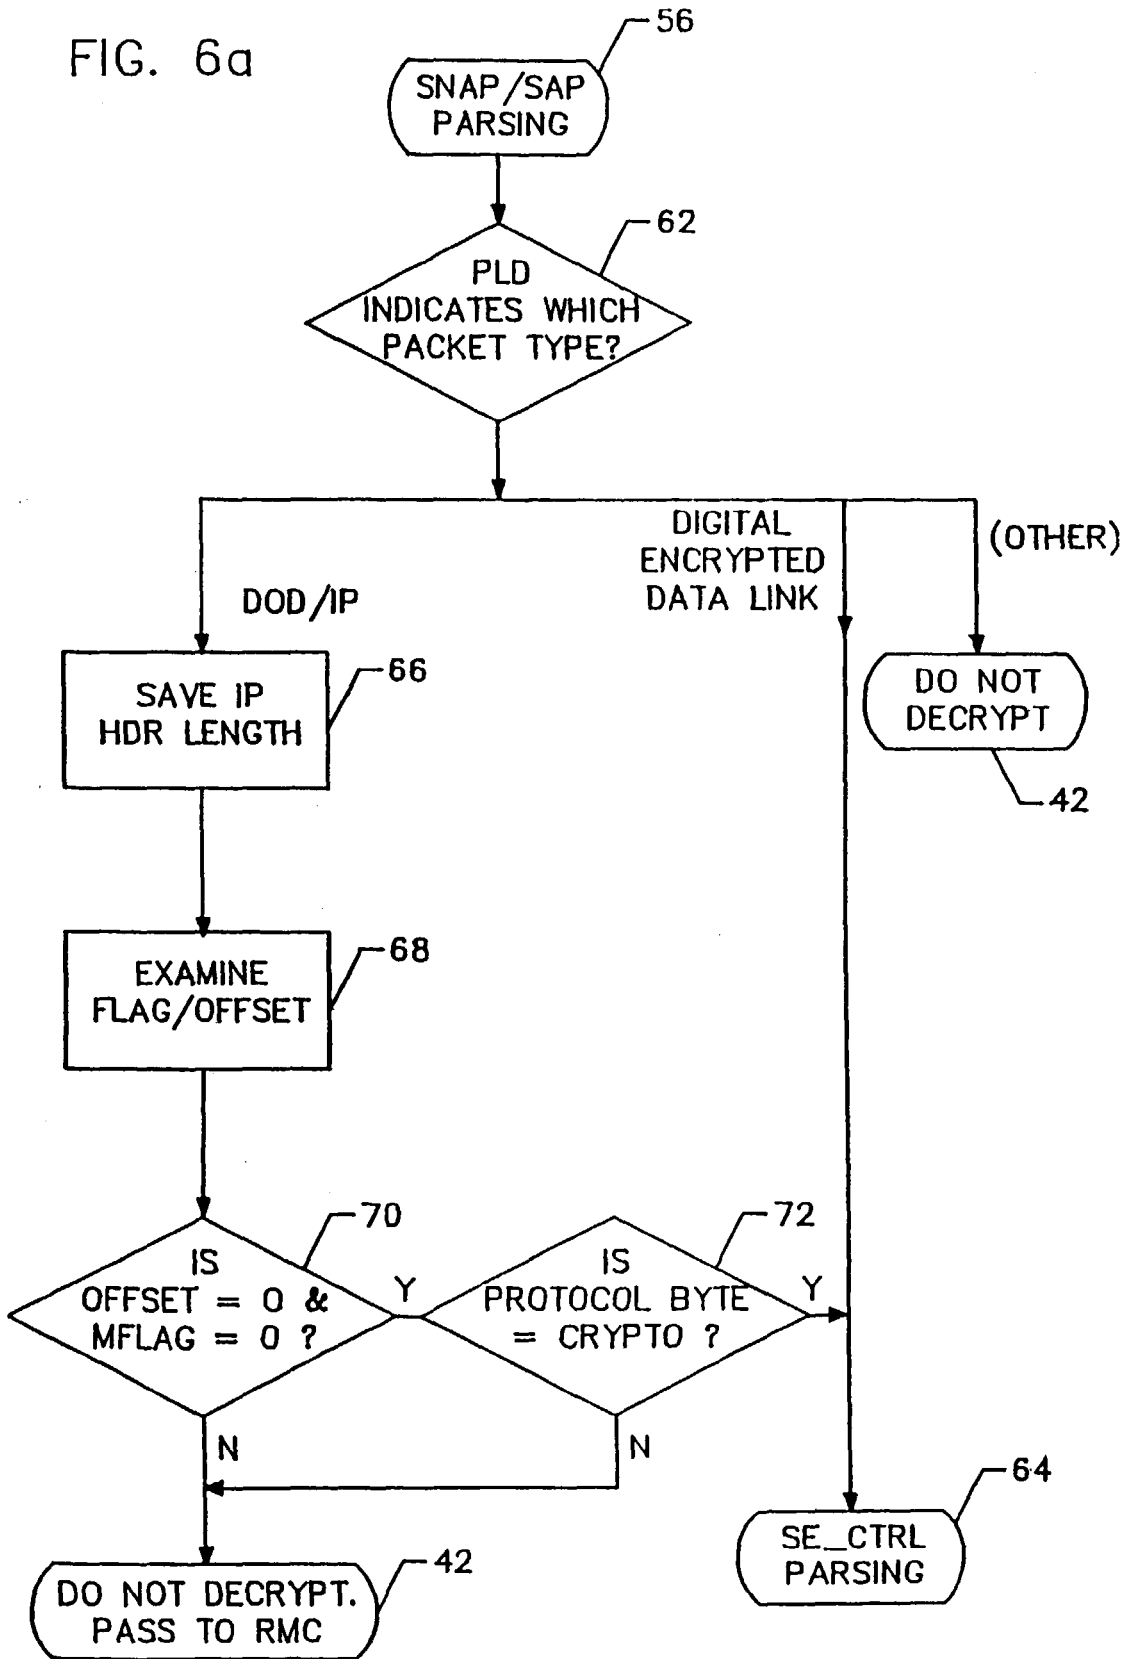 FIG. 6a
56
SNAP/SAP
PARSING
62
PLD
INDICATES WHICH
PACKET TYPE?
DIGITAL
ENCRYPTED
DATA LINK
(OTHER)
DOD/IP
66
SAVE IP
HDR LENGTH
DO NOT
DECRYPT
42
68
EXAMINE
FLAG/OFFSET
70
IS
OFFSET = 0 &
MFLAG = 0 ?
Y
72
IS
PROTOCOL BYTE
= CRYPTO ?
Y
N
N
64
SE_CTRL
PARSING
42
DO NOT DECRYPT.
PASS TO RMC